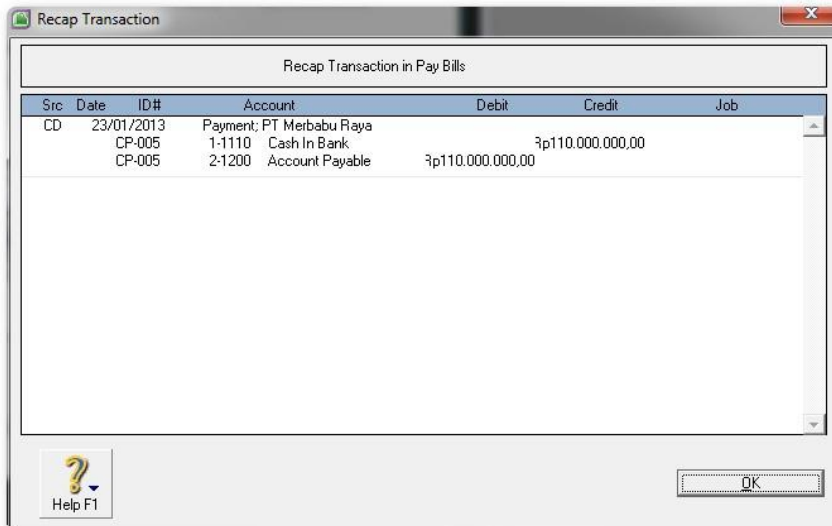 Recap Transaction
Recap Transaction in Pay Bills
Src Date ID# Account Debit Credit Job
CD 23/01/2013 Payment; PT Merbabu Raya
CP-005 1-1110 Cash In Bank Rp110.000.000,00
CP-005 2-1200 Account Payable Rp110.000.000,00
Help F1
OK